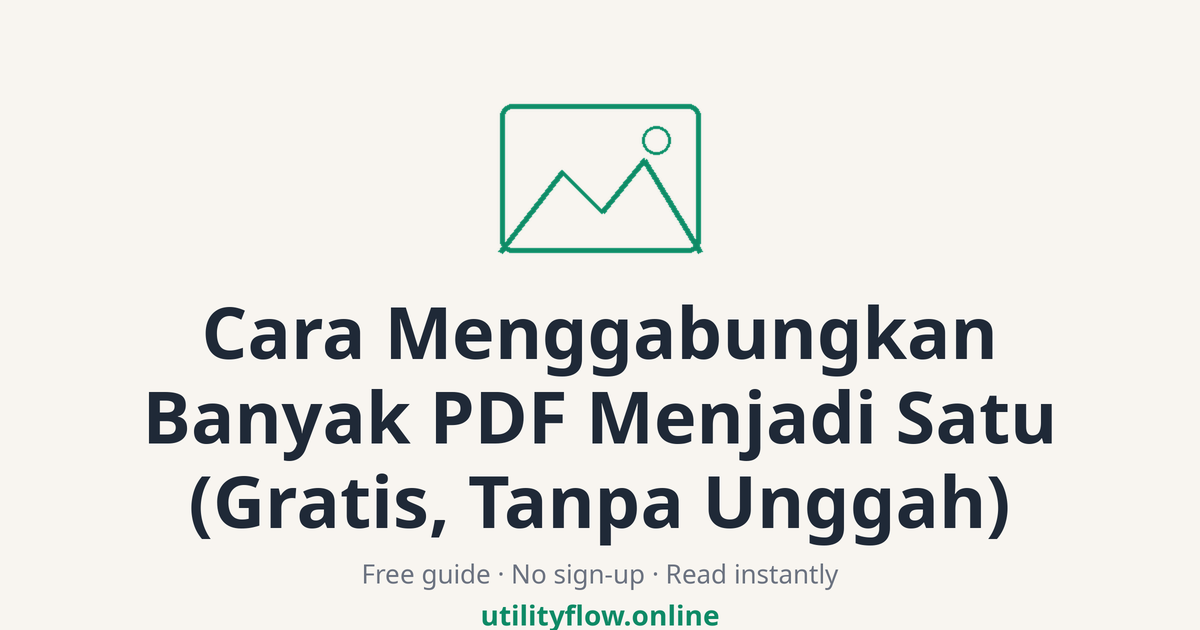 Cara Menggabungkan
Banyak PDF Menjadi Satu
(Gratis, Tanpa Unggah)
Free guide · No sign-up · Read instantly
utilityflow.online